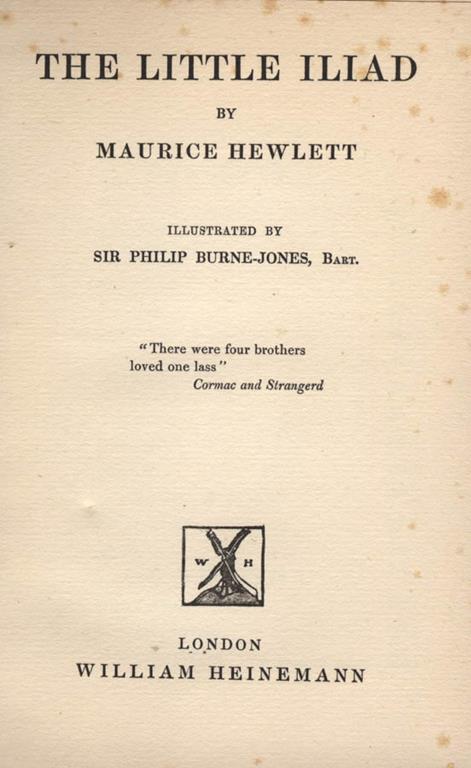 THE LITTLE ILIAD
BY
MAURICE HEWLETT
ILLUSTRATED BY
SIR PHILIP BURNE-JONES, BART.
"There were four brothers
loved one lass"
Cormac and Strangerd
W H
LONDON
WILLIAM HEINEMANN